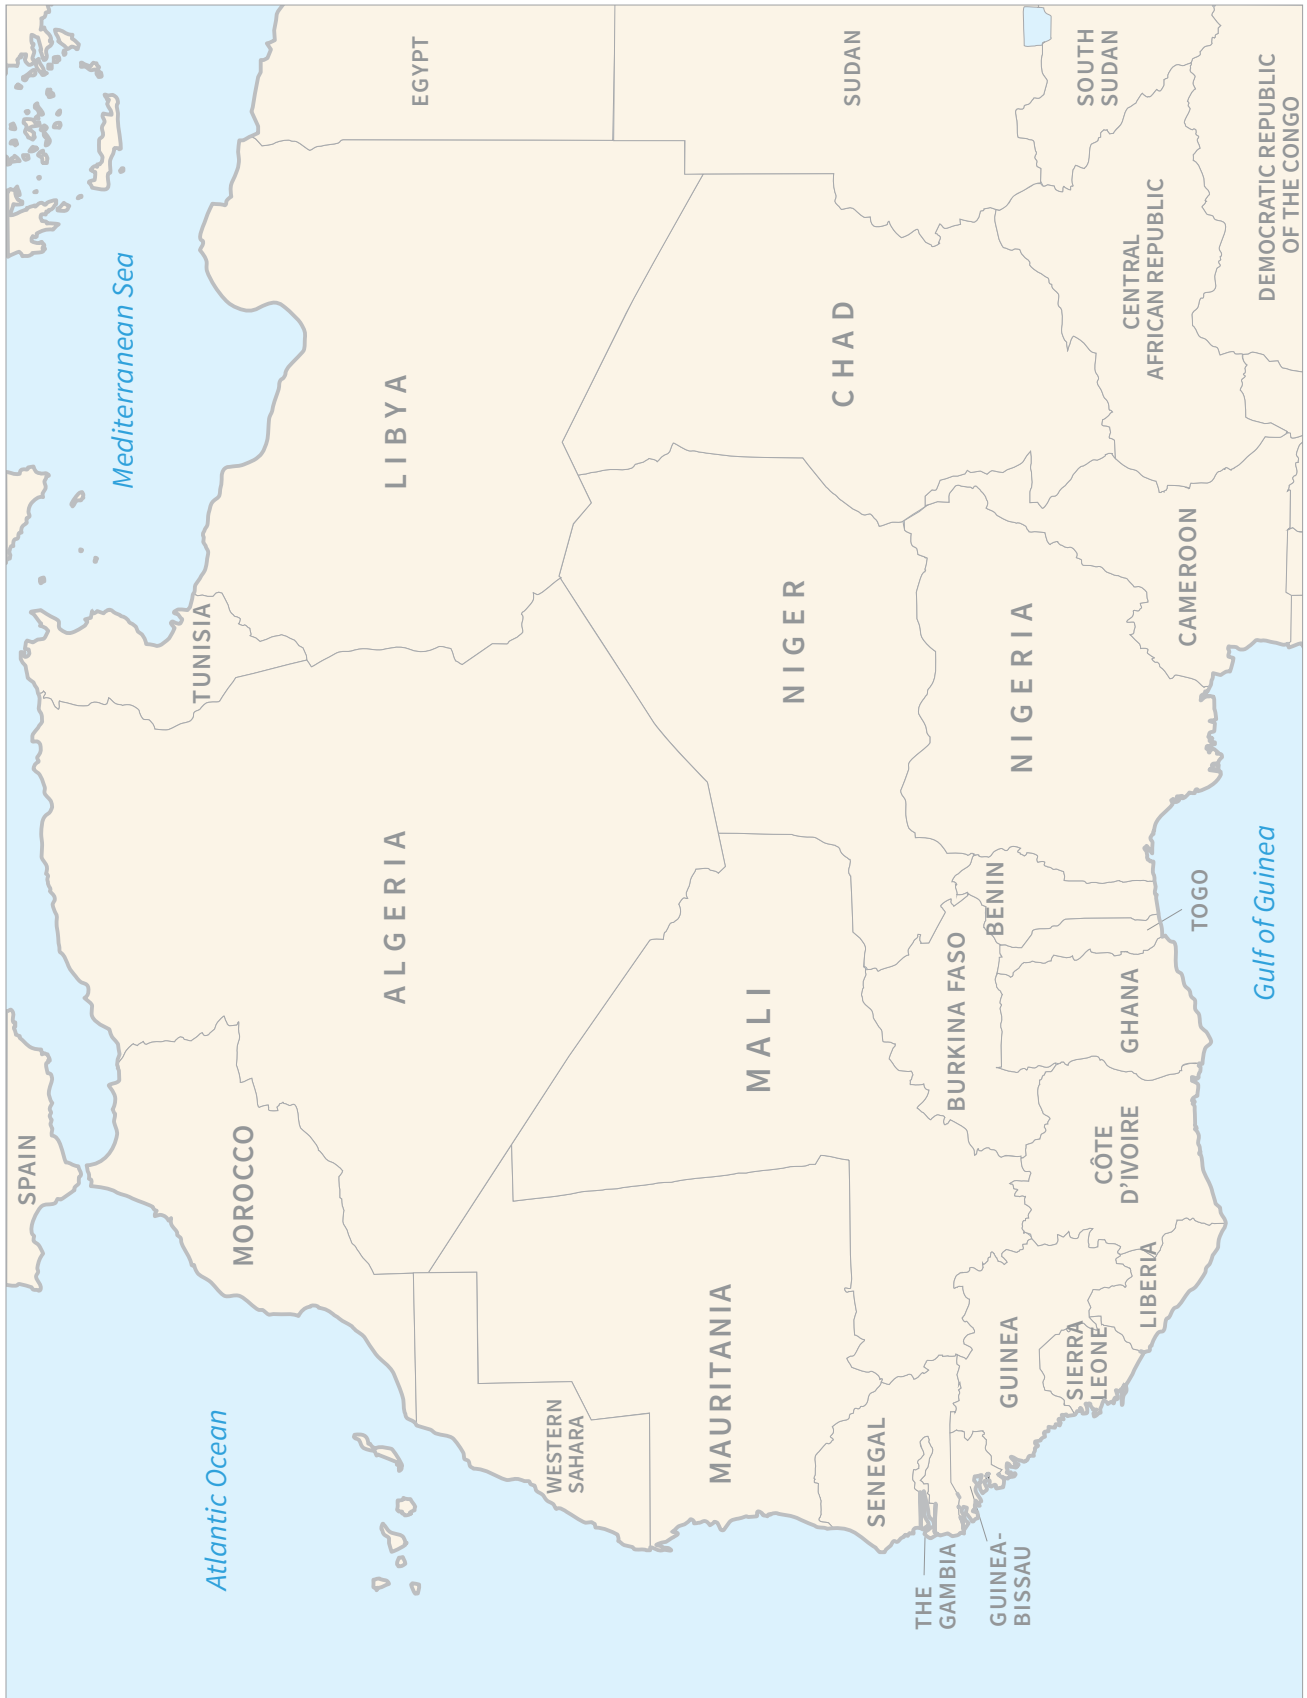 SPAIN
Mediterranean Sea
Atlantic Ocean
MOROCCO
TUNISIA
ALGERIA
LIBYA
EGYPT
WESTERN
SAHARA
MAURITANIA
MALI
NIGER
CHAD
SUDAN
SENEGAL
THE
GAMBIA
GUINEA-
BISSAU
GUINEA
SIERRA
LEONE
LIBERIA
CÔTE
D'IVOIRE
BURKINA FASO
GHANA
TOGO
BENIN
NIGERIA
CAMEROON
CENTRAL
AFRICAN REPUBLIC
SOUTH
SUDAN
DEMOCRATIC REPUBLIC
OF THE CONGO
Gulf of Guinea